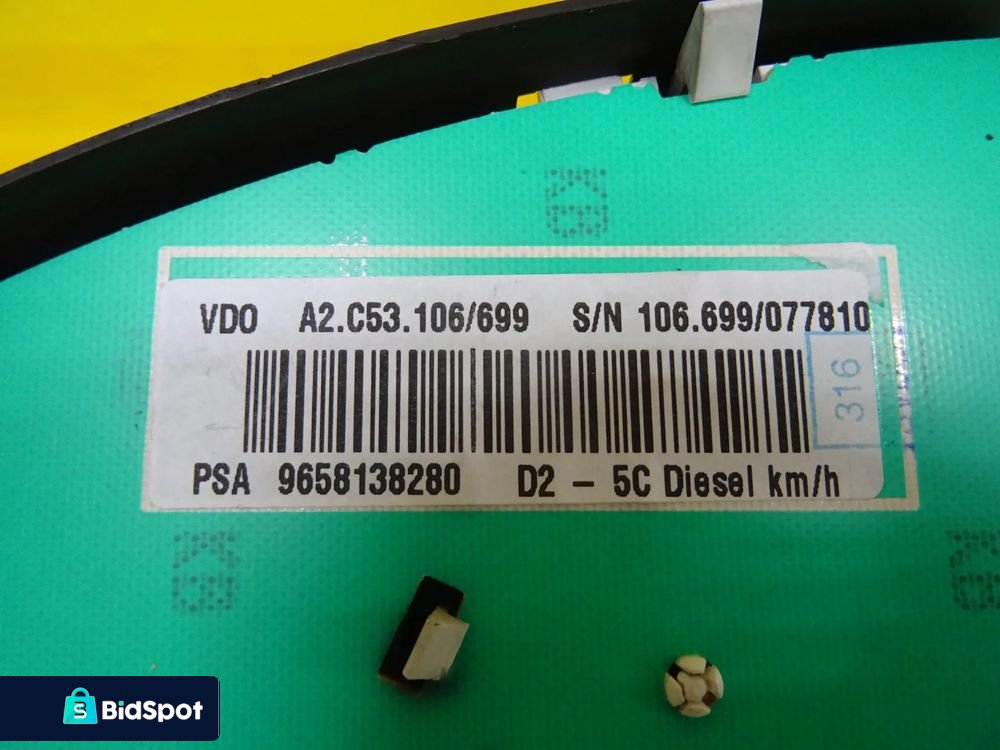 VDO A2.C53.106/699 S/N 106.699/077810
316
PSA 9658138280 D2 - 5C Diesel km/h
BidSpot